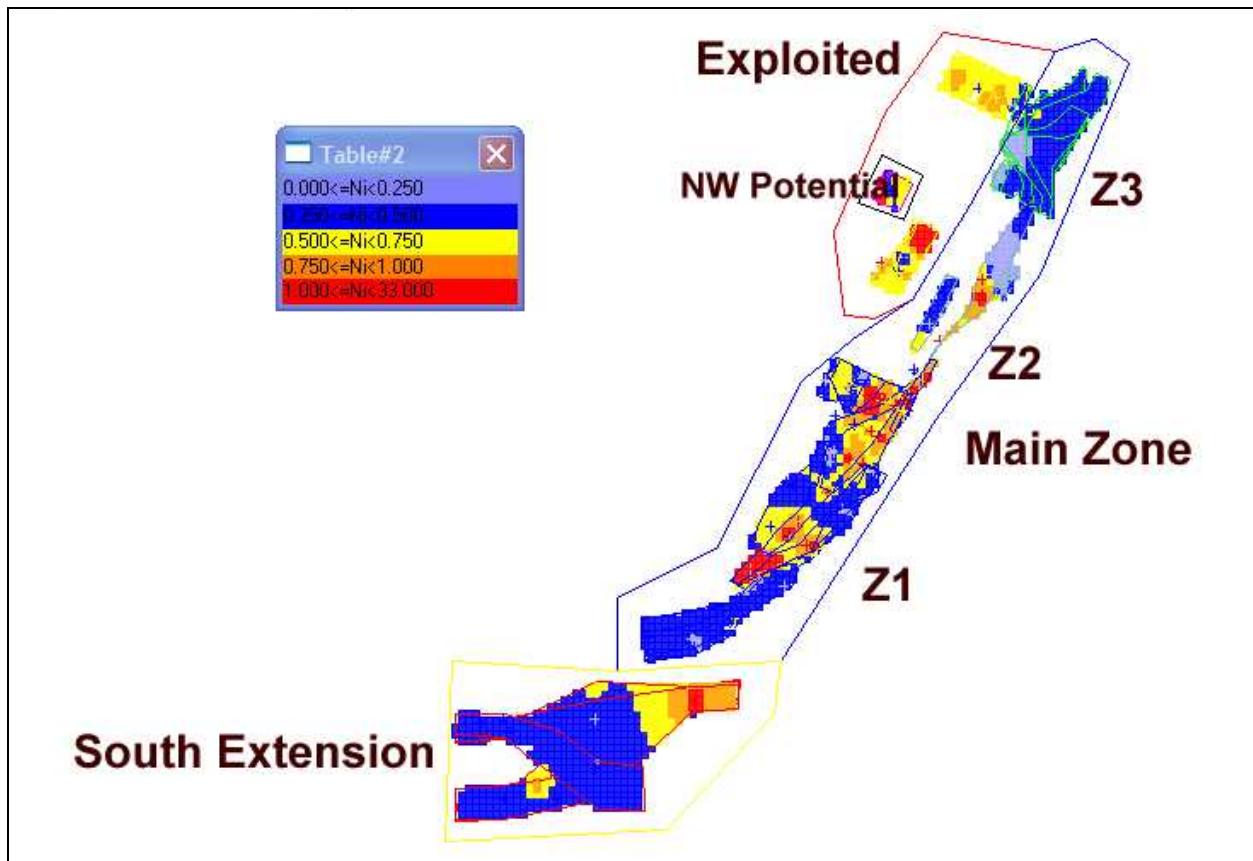 Exploited
Table#2
0.000<=Ni<0.250
0.250<=Ni<0.500
0.500<=Ni<0.750
0.750<=Ni<1.000
1.000<=Ni<33.000
NW Potential
Z3
Z2
Main Zone
Z1
South Extension